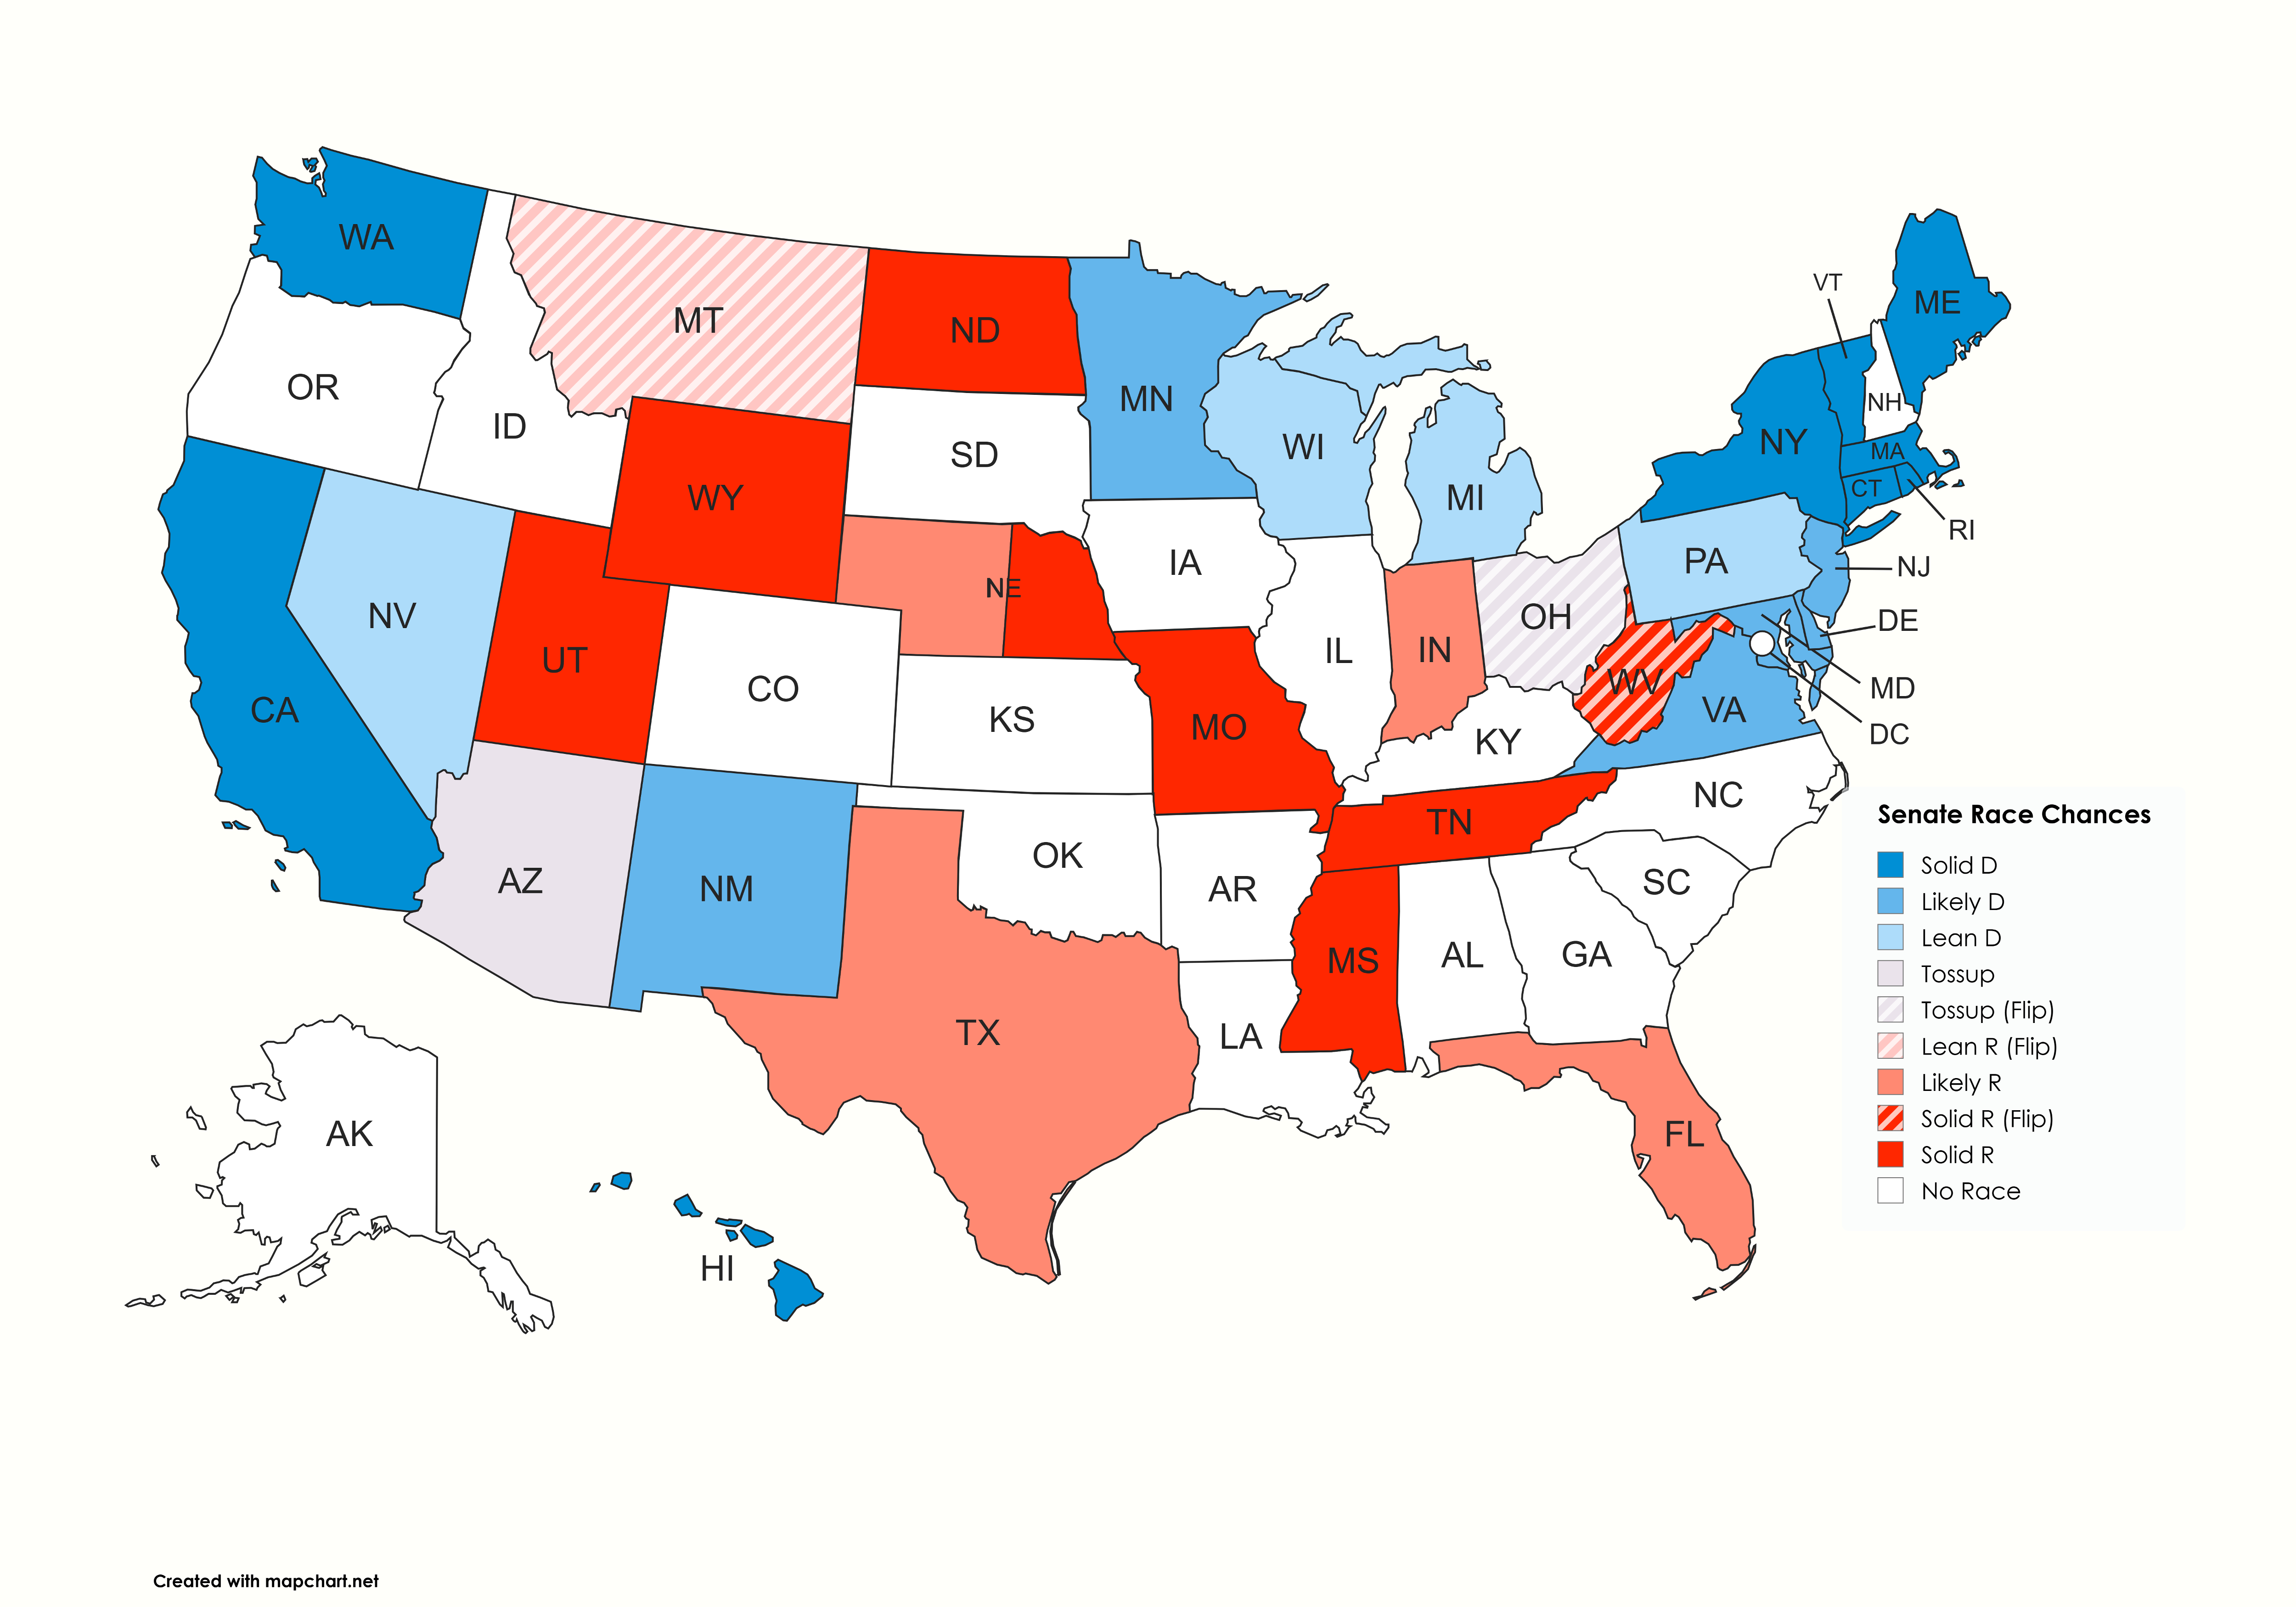 WA
MT
ND
MN
VT
ME
OR
ID
SD
WI
MI
NY
NH
MA
CT
RI
WY
NE
IA
PA
NJ
NV
UT
CO
KS
IL
IN
OH
DE
CA
MO
KY
WV
VA
MD
DC
AZ
NM
OK
AR
TN
NC
SC
TX
LA
MS
AL
GA
AK
HI
FL
Senate Race Chances
Solid D
Likely D
Lean D
Tossup
Tossup (Flip)
Lean R (Flip)
Likely R
Solid R (Flip)
Solid R
No Race
Created with mapchart.net